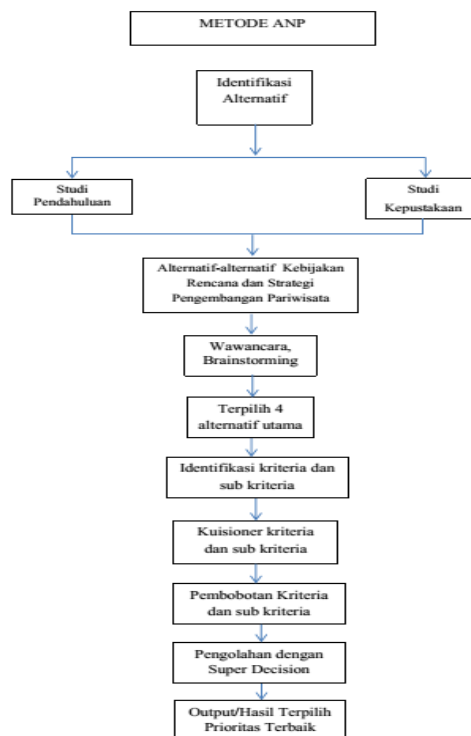 METODE ANP
Identifikasi
Alternatif
Studi
Pendahuluan
Studi
Kepustakaan
Alternatif-alternatif Kebijakan
Rencana dan Strategi
Pengembangan Pariwisata
Wawancara,
Brainstorming
Terpilih 4
alternatif utama
Identifikasi kriteria dan
sub kriteria
Kuisioner kriteria
dan sub kriteria
Pembobotan Kriteria
dan sub kriteria
Pengolahan dengan
Super Decision
Output/Hasil Terpilih
Prioritas Terbaik